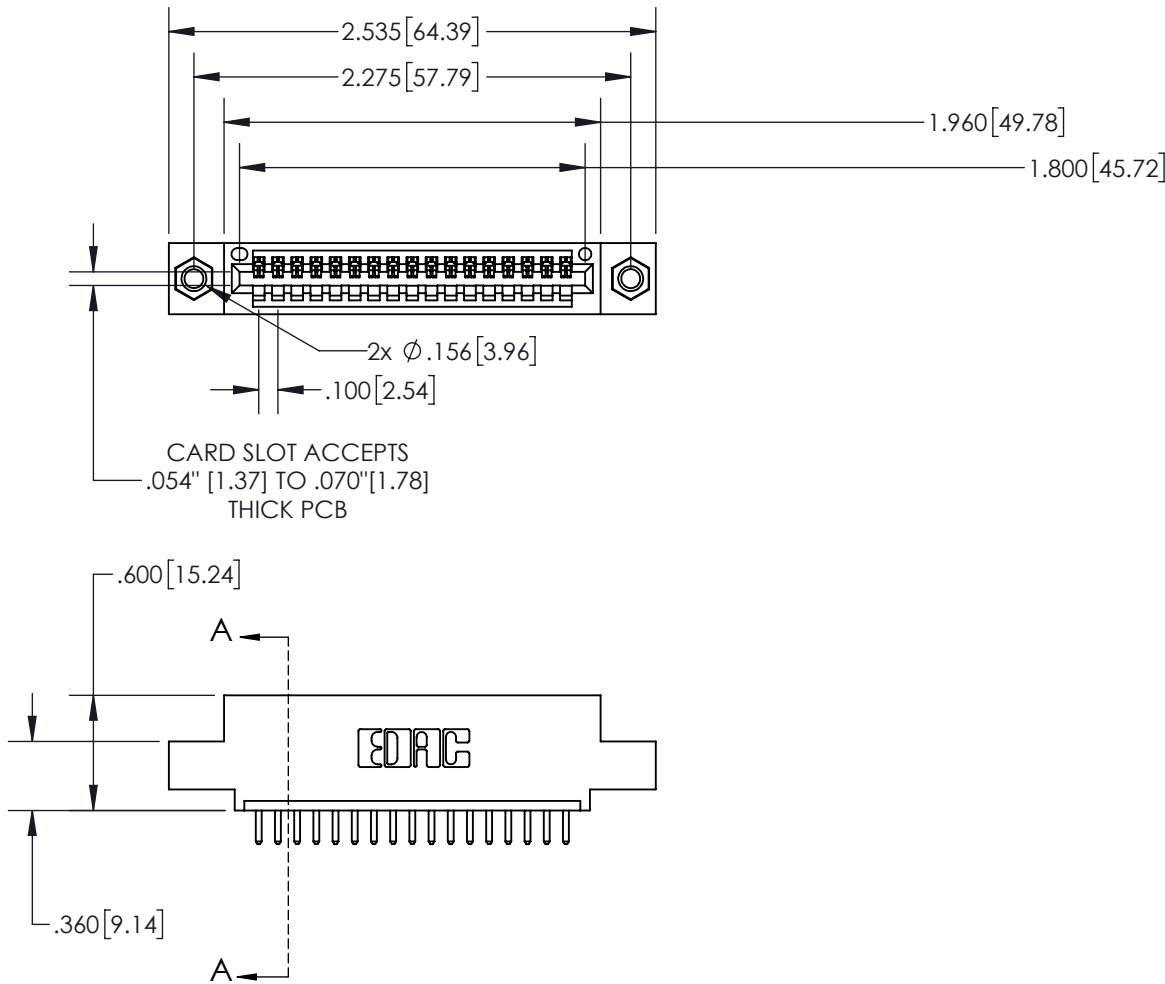 2.535[64.39]
2.275[57.79]
1.960[49.78]
1.800[45.72]
2x ∅.156[3.96]
.100[2.54]
CARD SLOT ACCEPTS
.054" [1.37] TO .070"[1.78]
THICK PCB
.600[15.24]
A
EDAC
.360[9.14]
A